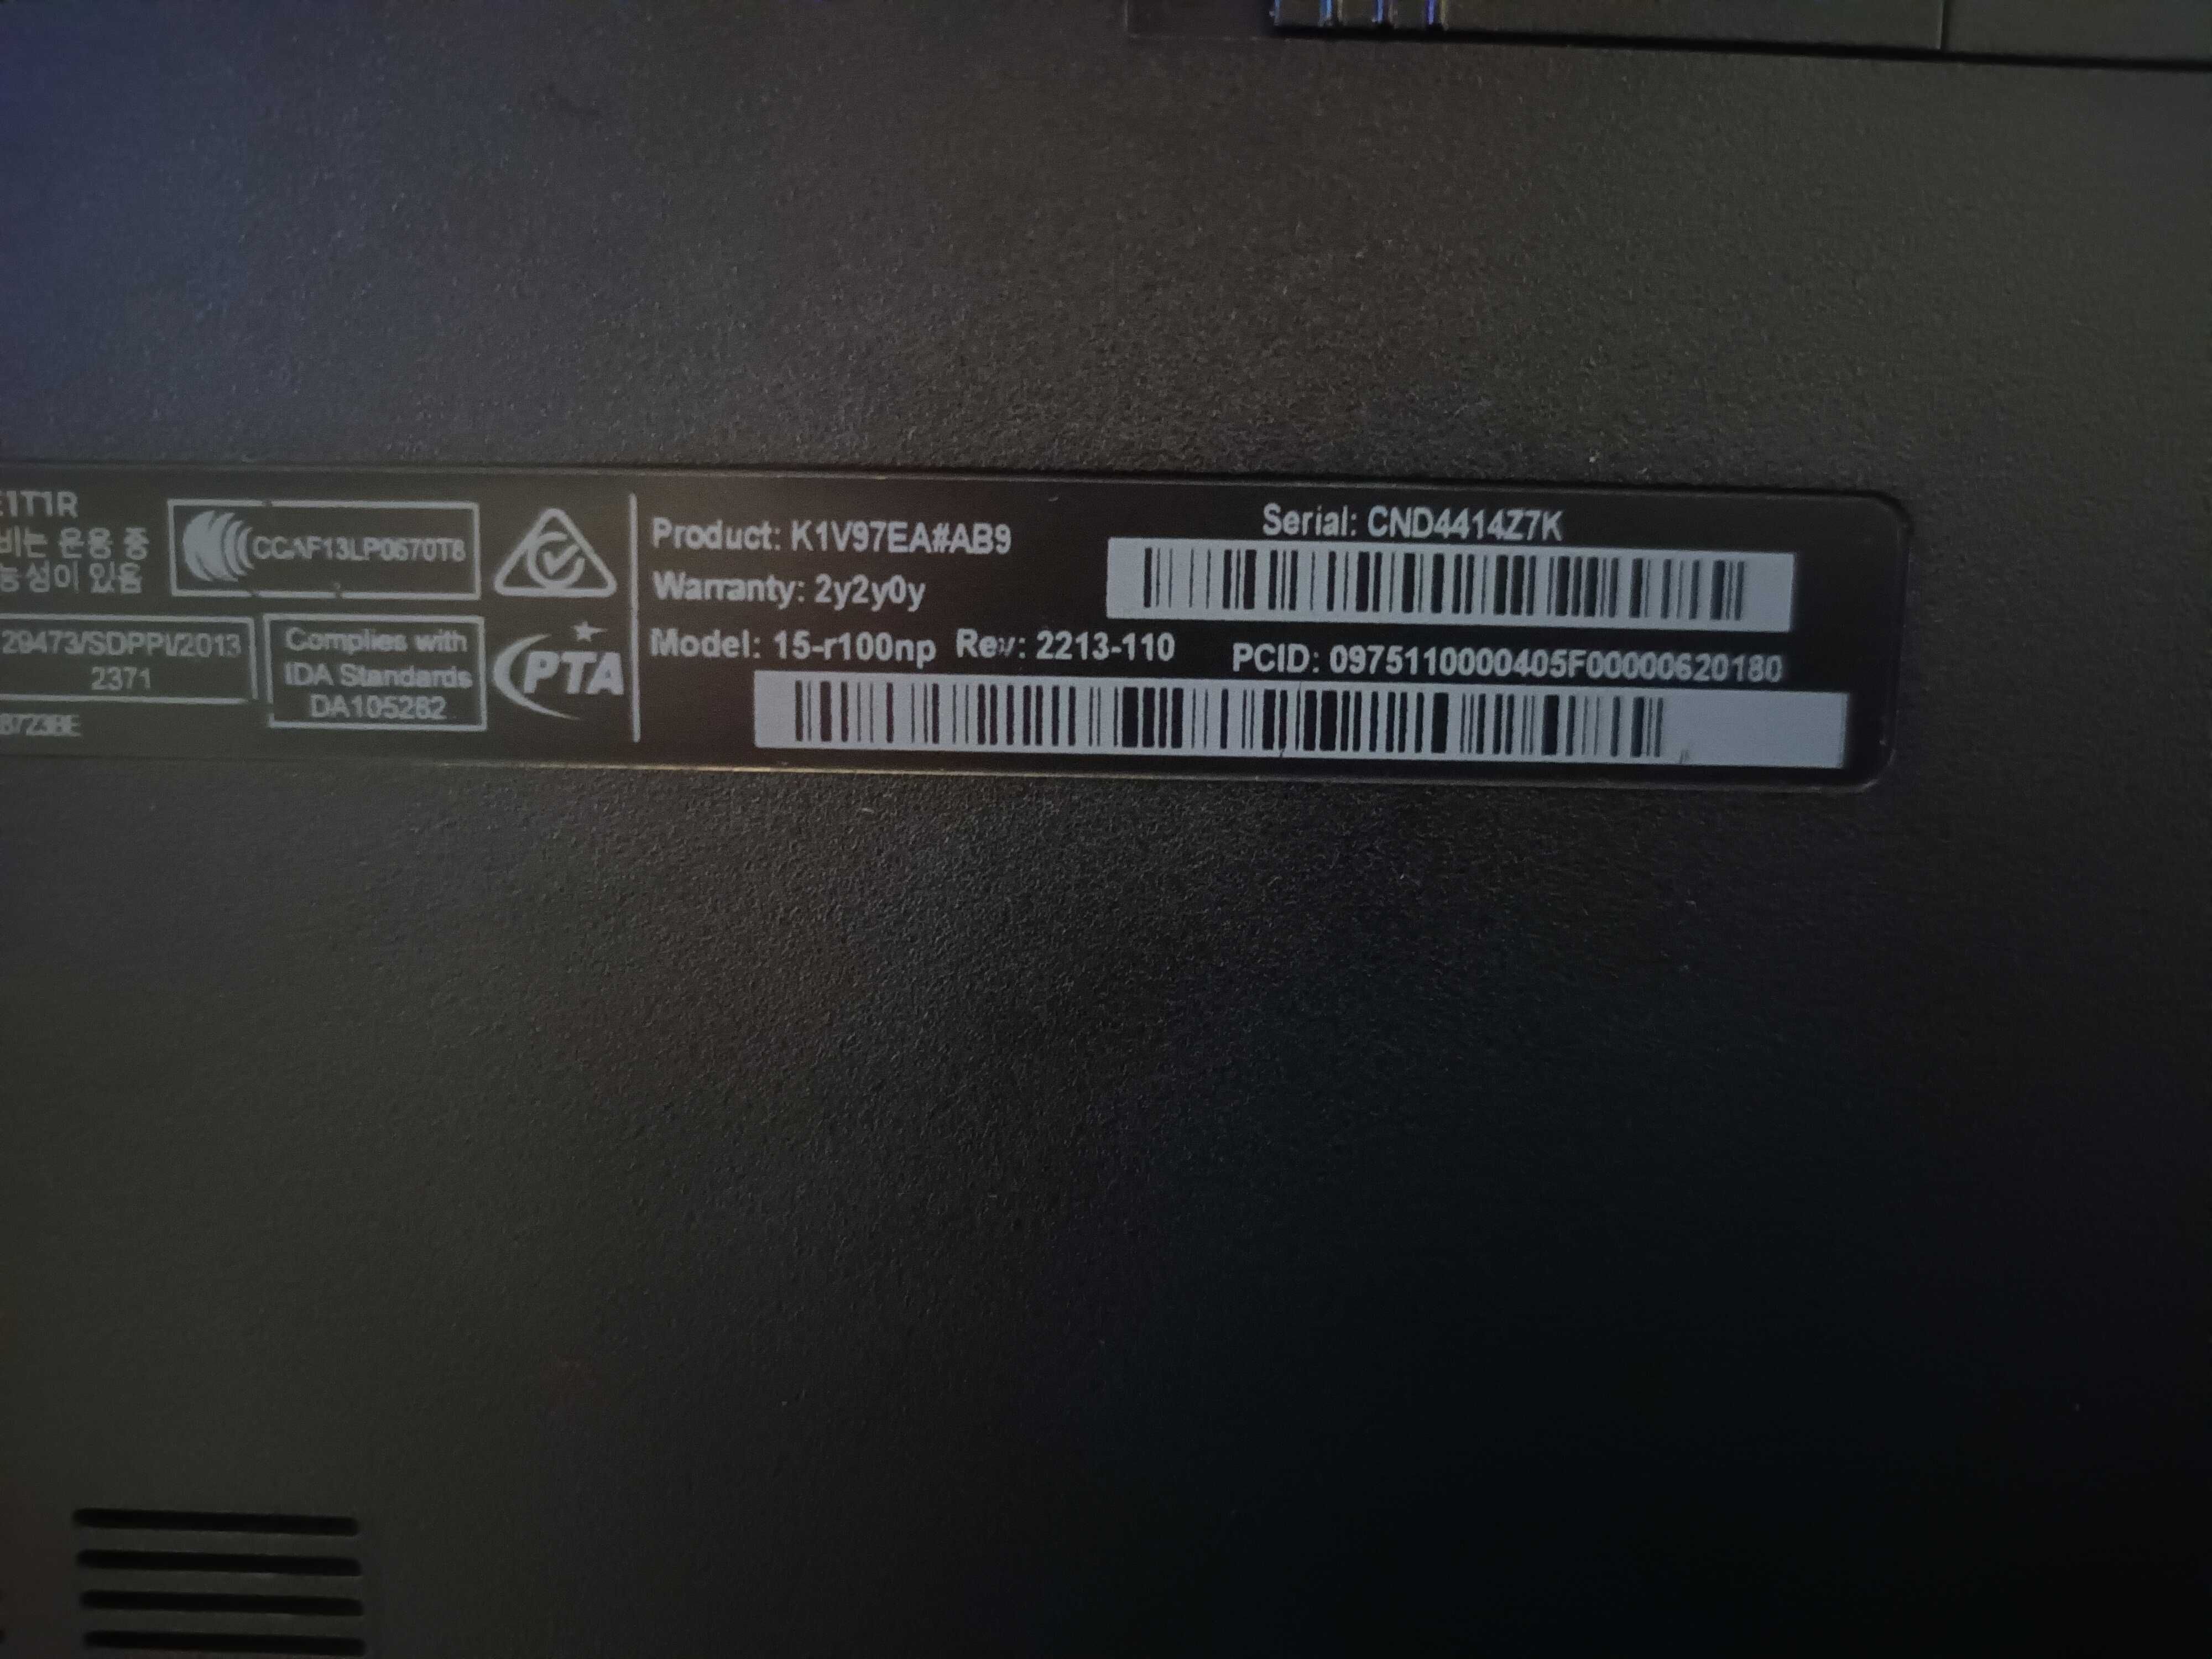 E1T1R
비는 운용 중
능성이 있음
CCAF13LP0670T8
29473/SDPPI/2013
2371
Complies with
IDA Standards
DA105282
PTA
8723BE
Product: K1V97EA#AB9
Warranty: 2y2y0y
Model: 15-r100np Rev: 2213-110
Serial: CND4414Z7K
PCID: 0975110000405F00000620180